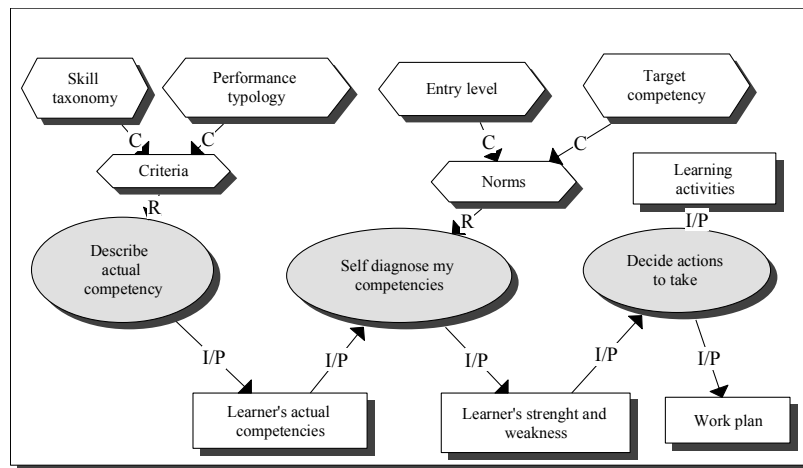 Skill
taxonomy
Performance
typology
Entry level
Target
competency
C
C
C
C
Criteria
Norms
Learning
activities
R
R
I/P
Describe
actual
competency
Self diagnose my
competencies
Decide actions
to take
I/P
I/P
I/P
I/P
I/P
Learner's actual
competencies
Learner's strenght and
weakness
Work plan